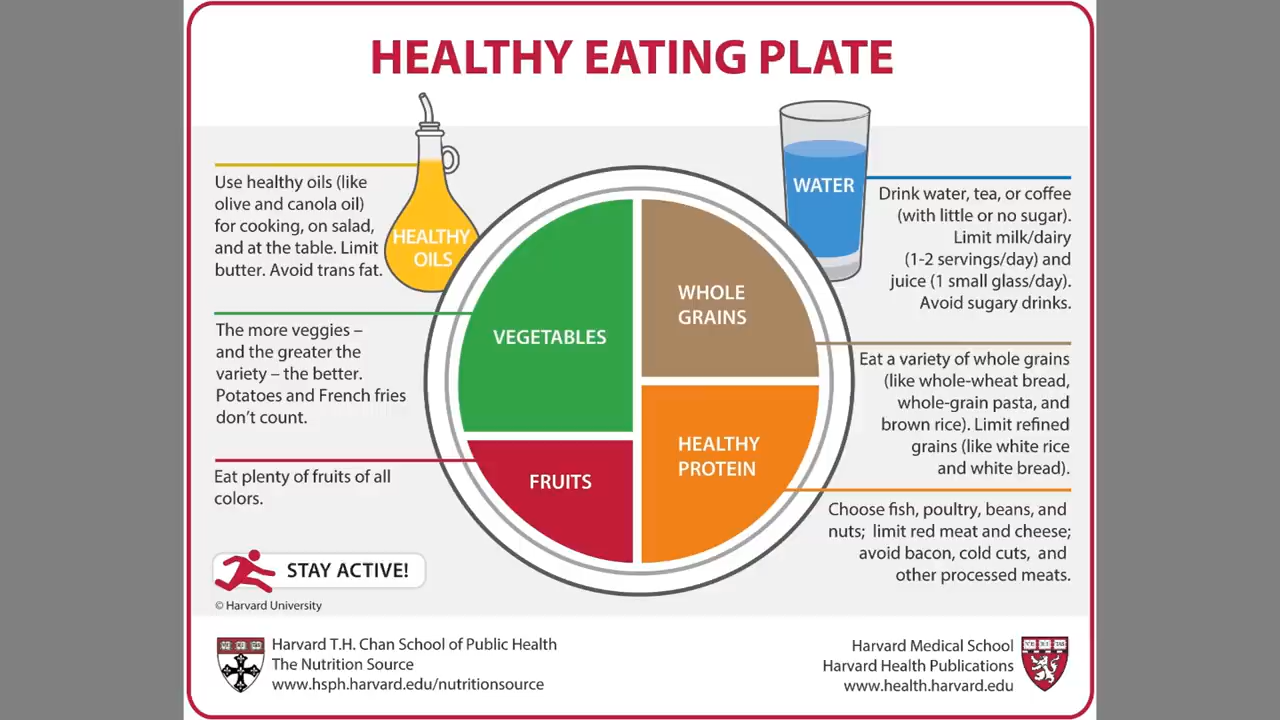 HEALTHY EATING PLATE
Use healthy oils (like
olive and canola oil)
for cooking, on salad,
and at the table. Limit
butter. Avoid trans fat.
HEALTHY
OILS
The more veggies –
and the greater the
variety – the better.
Potatoes and French fries
don't count.
Eat plenty of fruits of all
colors.
VEGETABLES
FRUITS
WHOLE
GRAINS
HEALTHY
PROTEIN
WATER
Drink water, tea, or coffee
(with little or no sugar).
Limit milk/dairy
(1-2 servings/day) and
juice (1 small glass/day).
Avoid sugary drinks.
Eat a variety of whole grains
(like whole-wheat bread,
whole-grain pasta, and
brown rice). Limit refined
grains (like white rice
and white bread).
Choose fish, poultry, beans, and
nuts; limit red meat and cheese;
avoid bacon, cold cuts, and
other processed meats.
STAY ACTIVE!
© Harvard University
Harvard T.H. Chan School of Public Health
The Nutrition Source
www.hsph.harvard.edu/nutritionsource
Harvard Medical School
Harvard Health Publications
www.health.harvard.edu